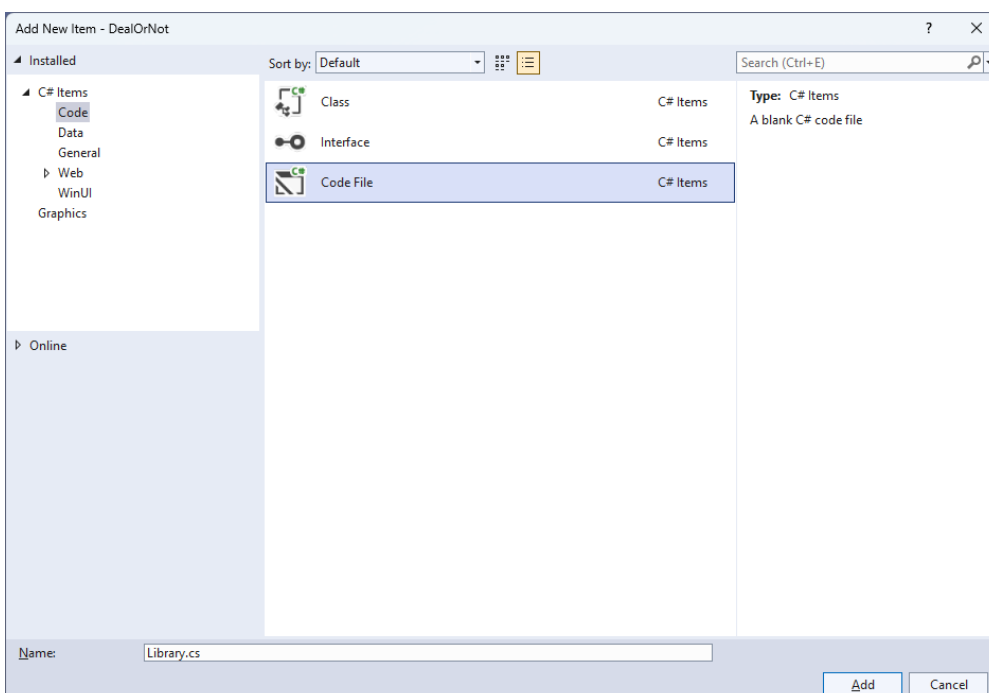 Add New Item - DealOrNot
?
Installed
Sort by: Default
Search (Ctrl+E)
C# Items
Code
Data
General
Web
WinUI
Graphics
Online
Class C# Items
Interface C# Items
Code File C# Items
Type: C# Items
A blank C# code file
Name: Library.cs
Add Cancel